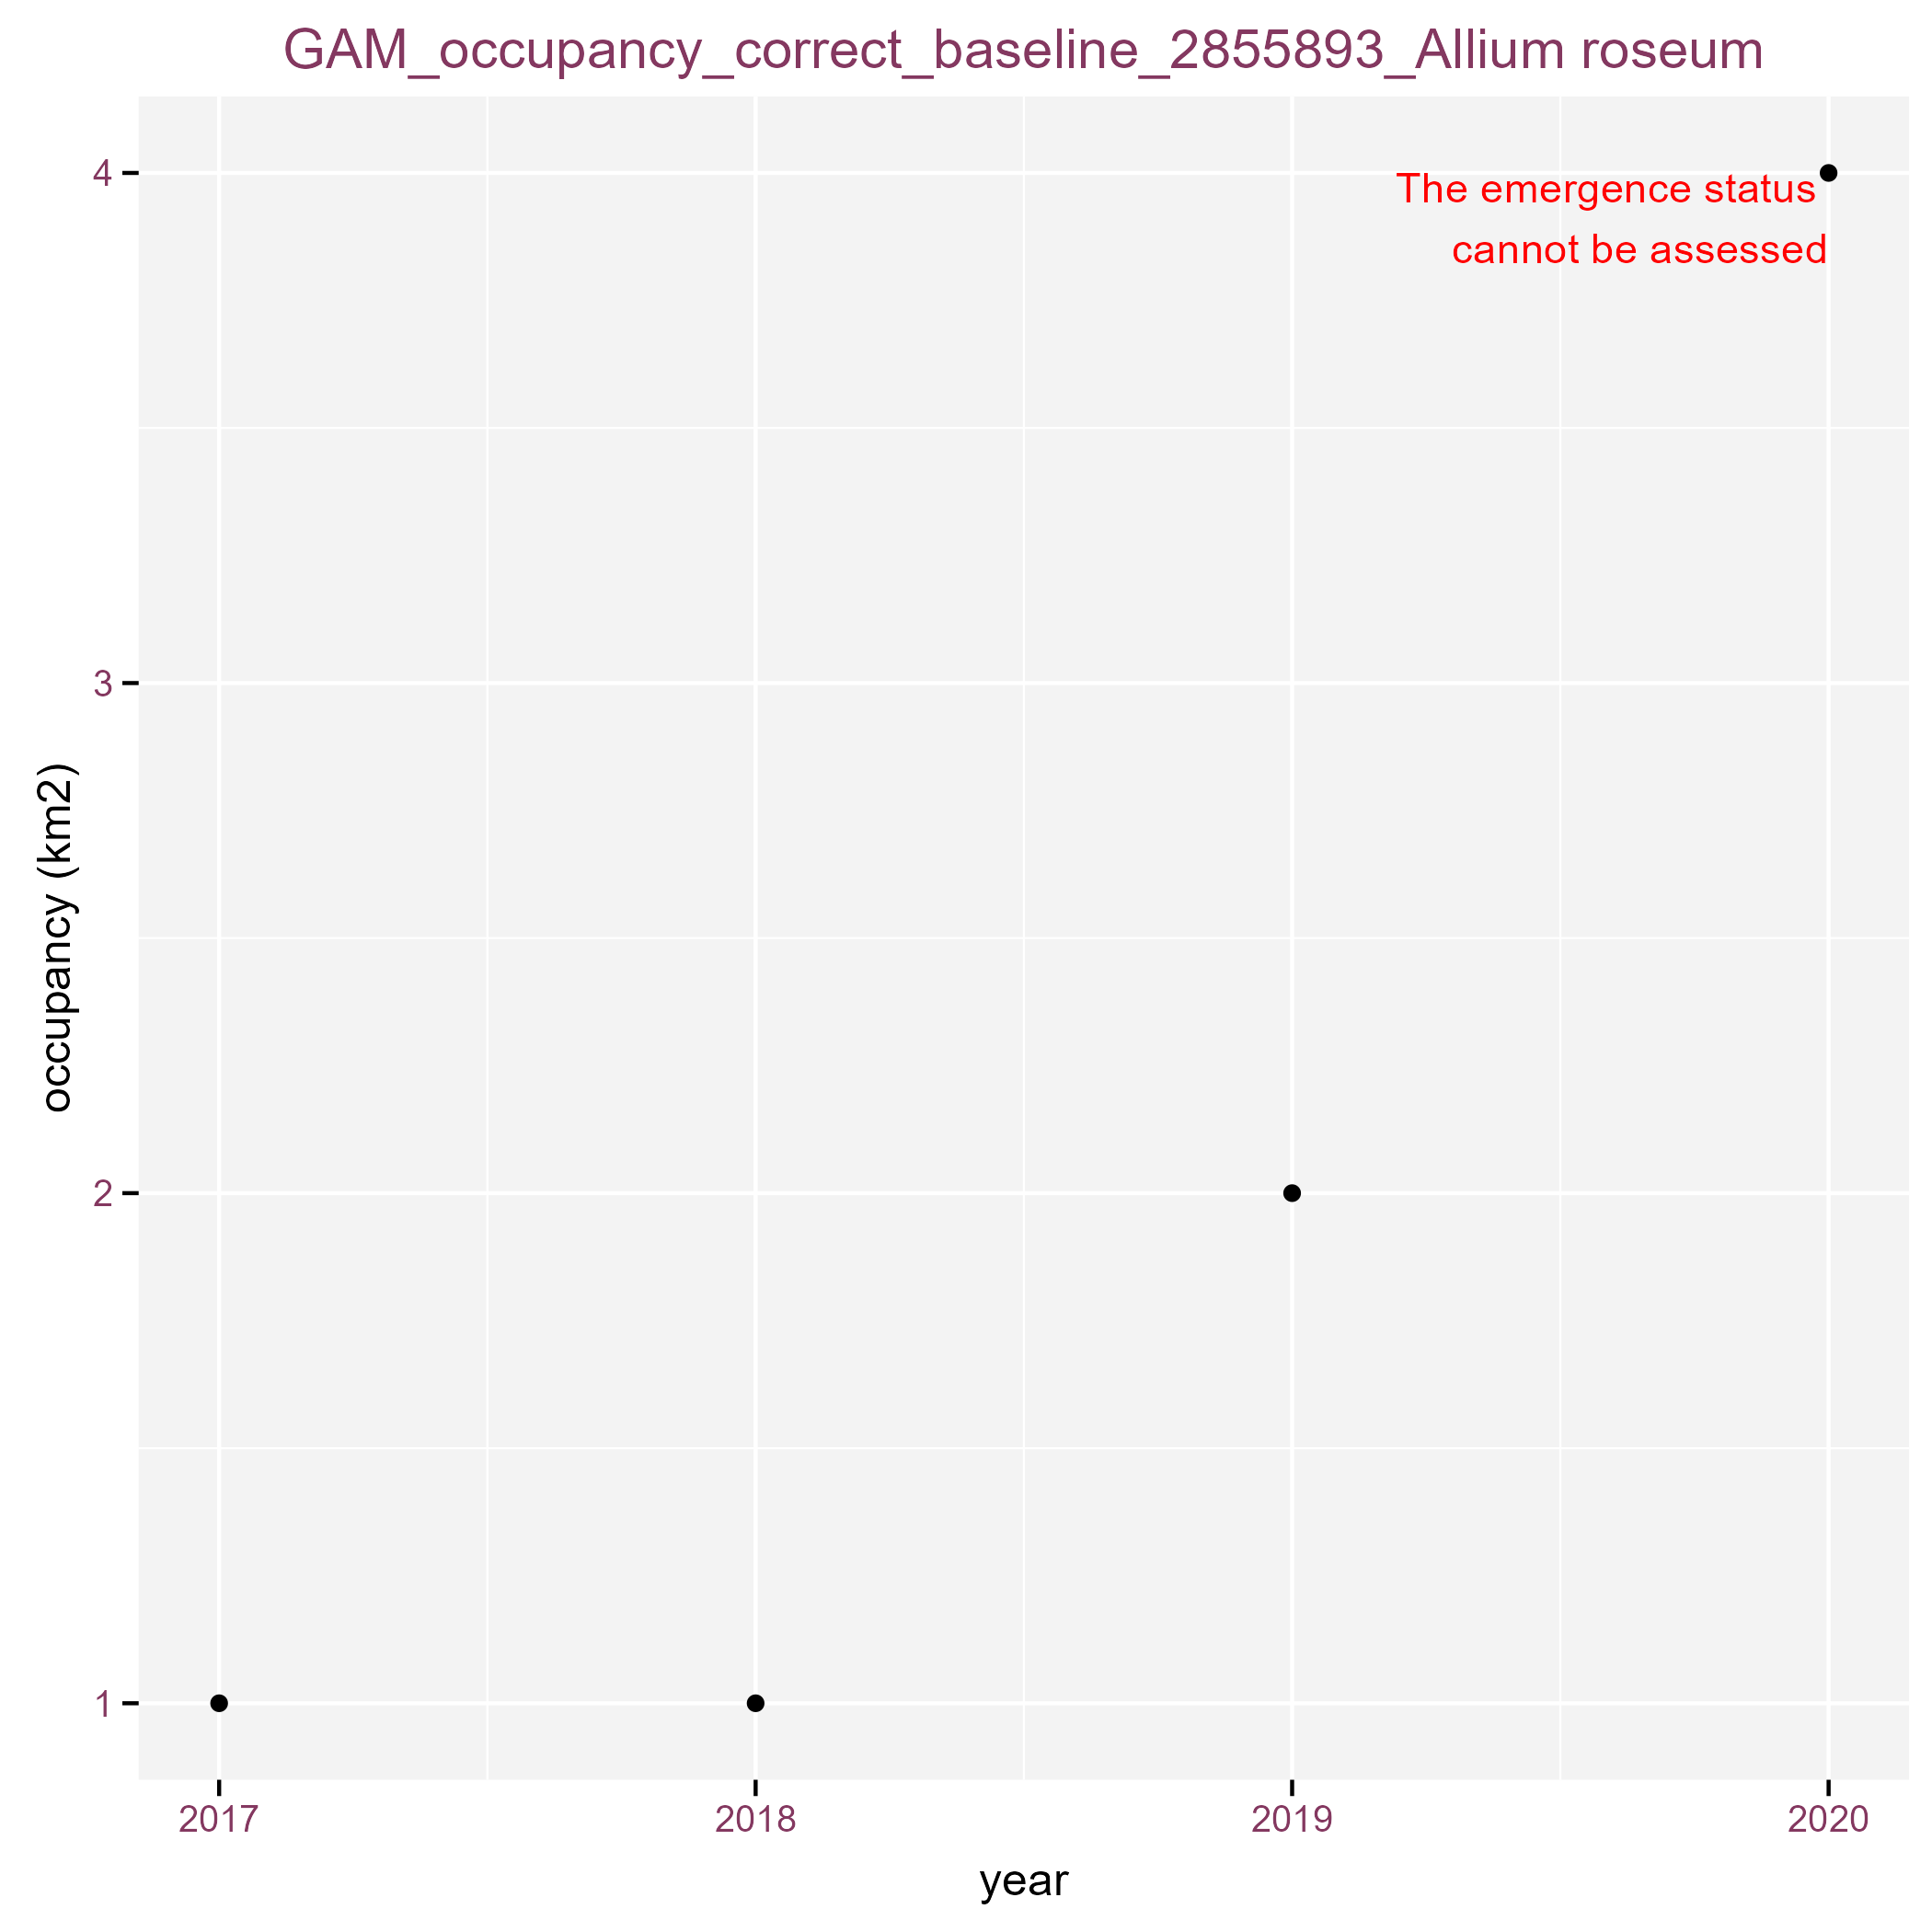 GAM_occupancy_correct_baseline_2855893_Allium roseum
4
The emergence status
cannot be assessed
3
occupancy (km2)
2
1
2017 2018 2019 2020
year